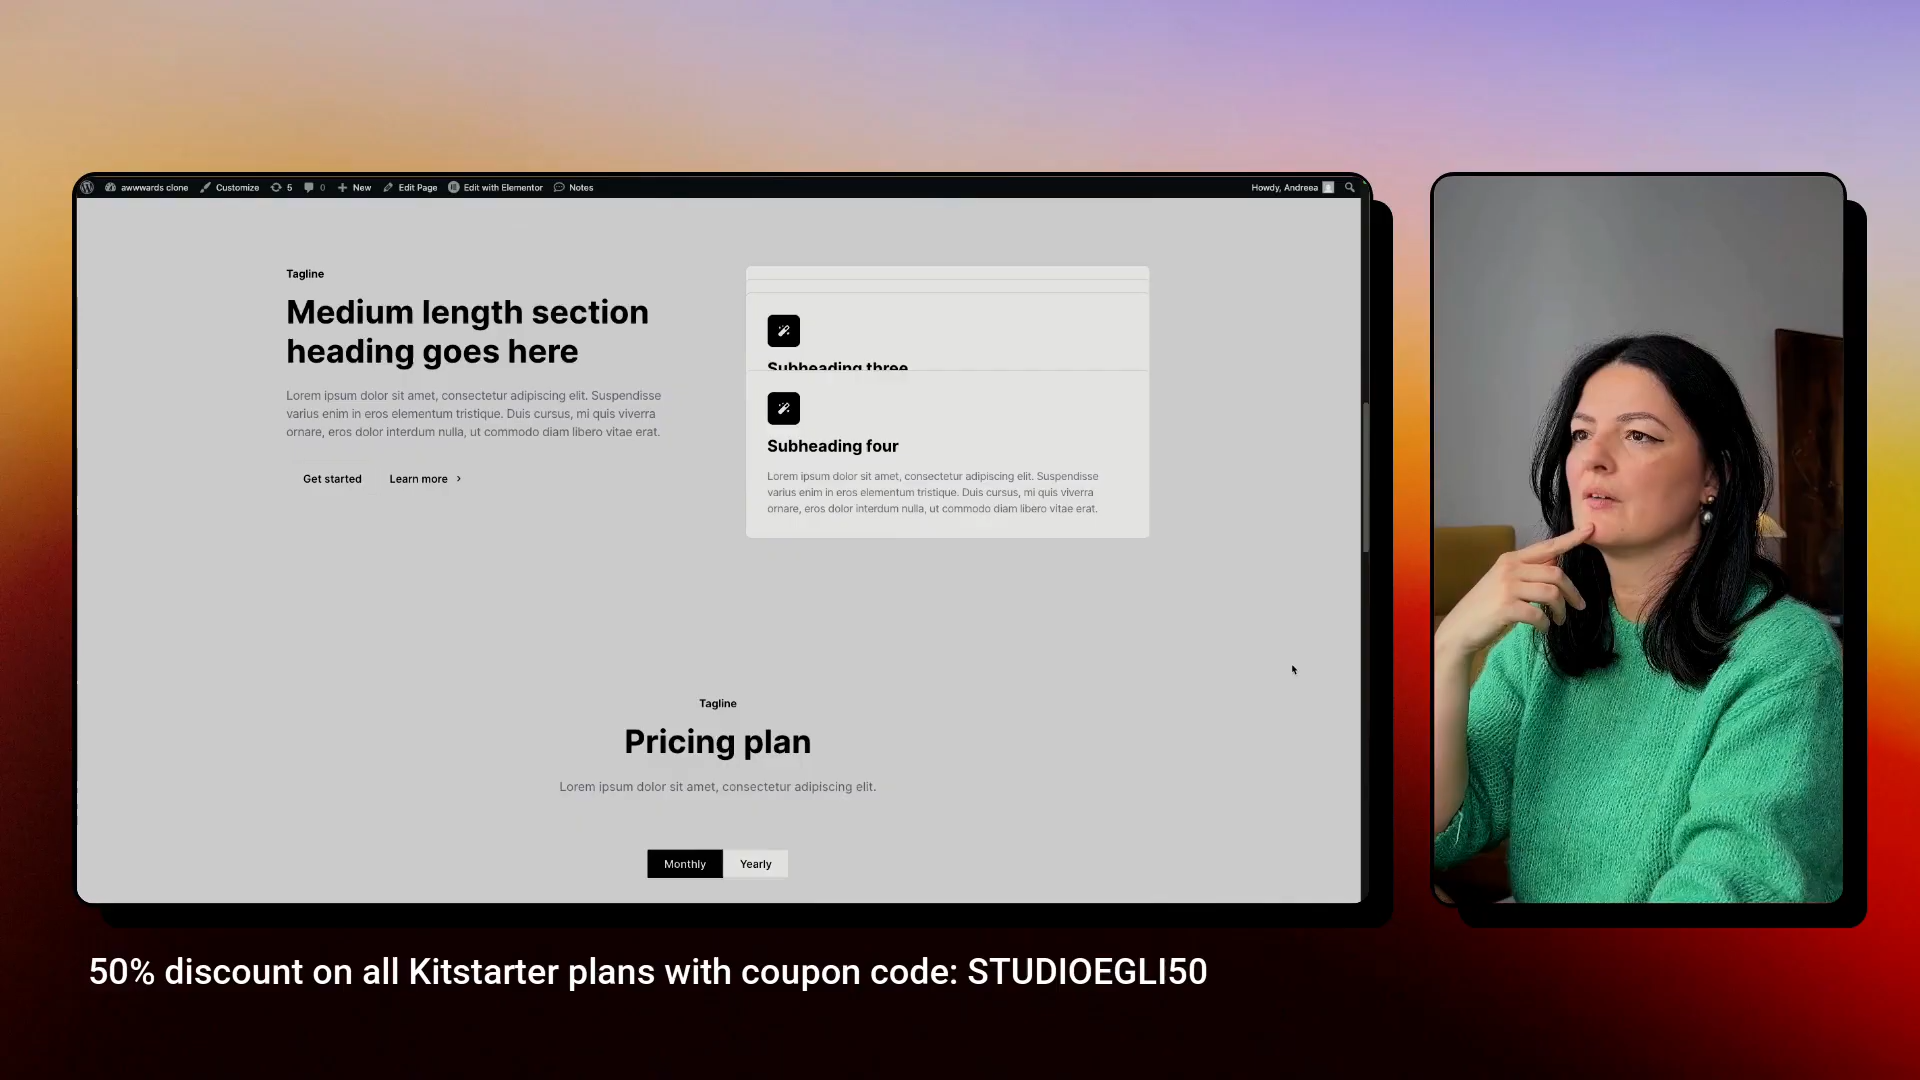 awwwards clone Customize 5 0 New Edit Page Edit with Elementor Notes Howdy, Andreea
Tagline
Medium length section
heading goes here
Lorem ipsum dolor sit amet, consectetur adipiscing elit. Suspendisse
varius enim in eros elementum tristique. Duis cursus, mi quis viverra
ornare, eros dolor interdum nulla, ut commodo diam libero vitae erat.
Get started Learn more
Subheading three
Subheading four
Lorem ipsum dolor sit amet, consectetur adipiscing elit. Suspendisse
varius enim in eros elementum tristique. Duis cursus, mi quis viverra
ornare, eros dolor interdum nulla, ut commodo diam libero vitae erat.
Tagline
Pricing plan
Lorem ipsum dolor sit amet, consectetur adipiscing elit.
Monthly Yearly
50% discount on all Kitstarter plans with coupon code: STUDIOEGLI50